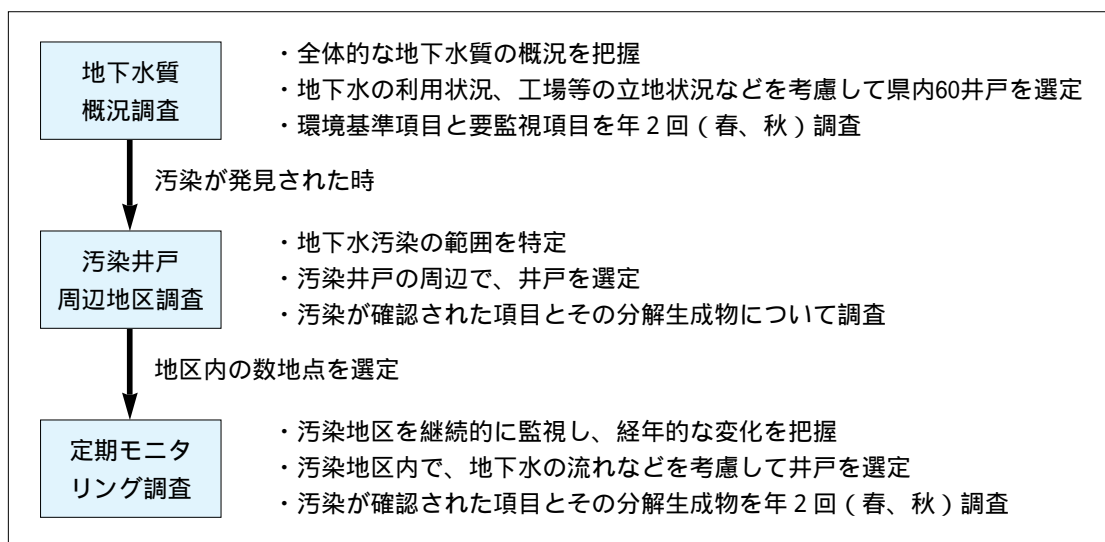 地下水質
概況調査
・全体的な地下水質の概況を把握
・地下水の利用状況、工場等の立地状況などを考慮して県内60井戸を選定
・環境基準項目と要監視項目を年２回（春、秋）調査
汚染が発見された時
汚染井戸
周辺地区調査
・地下水汚染の範囲を特定
・汚染井戸の周辺で、井戸を選定
・汚染が確認された項目とその分解生成物について調査
地区内の数地点を選定
定期モニタ
リング調査
・汚染地区を継続的に監視し、経年的な変化を把握
・汚染地区内で、地下水の流れなどを考慮して井戸を選定
・汚染が確認された項目とその分解生成物を年２回（春、秋）調査